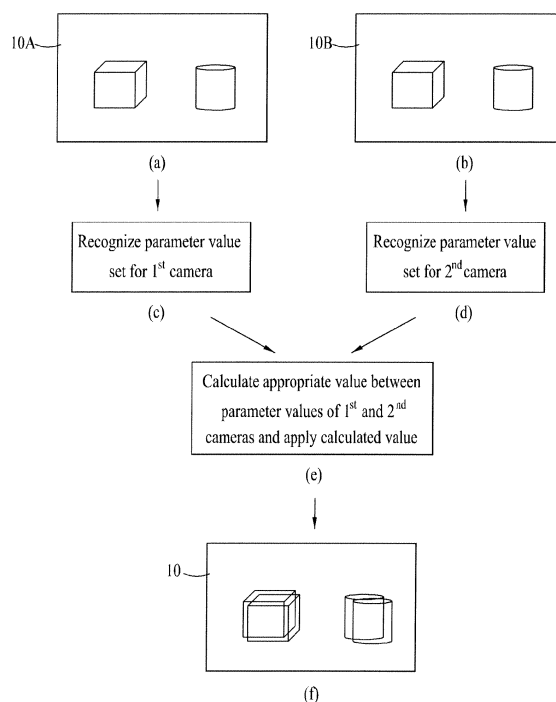 10A
10B
(a)
(b)
Recognize parameter value
set for 1st camera
Recognize parameter value
set for 2nd camera
(c)
(d)
Calculate appropriate value between
parameter values of 1st and 2nd
cameras and apply calculated value
(e)
10
(f)